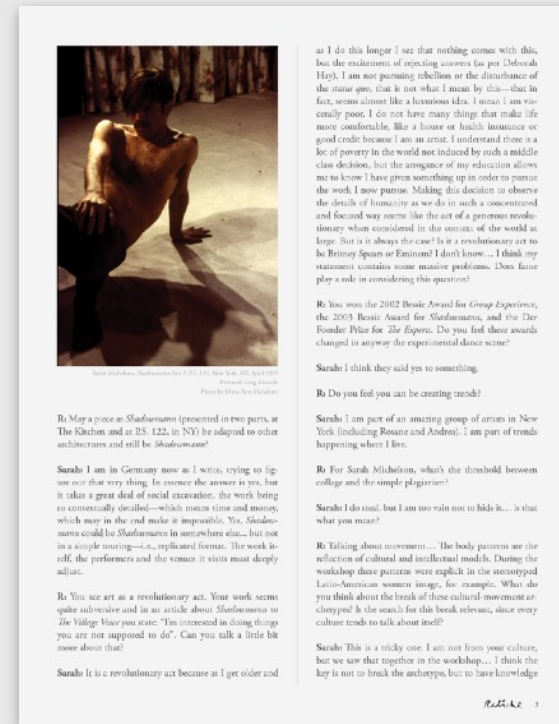 Sarah Michelson, Shadowmann Part 2, P.S. 122, New York, NY, April 2003
Pictured: Greg Zuccolo
Photo by Dona Ann McAdams
R: May a piece as Shadowmann (presented in two parts, at
The Kitchen and at P.S. 122, in NY) be adapted to other
architectures and still be Shadowmann?
Sarah: I am in Germany now as I write, trying to fig-
ure out that very thing. In essence the answer is yes, but
it takes a great deal of social excavation, the work being
so contextually detailed—which means time and money,
which may in the end make it impossible. Yes, Shadow-
mann could be Shadowmann in somewhere else... but not
in a simple touring—i.e., replicated format. The work it-
self, the performers and the venues it visits must deeply
adjust.
R: You see art as a revolutionary act. Your work seems
quite subversive and in an article about Shadowmann to
The Village Voice you state: "I'm interested in doing things
you are not supposed to do". Can you talk a little bit
more about that?
Sarah: It is a revolutionary act because as I get older and
as I do this longer I see that nothing comes with this,
but the excitement of rejecting answers (as per Deborah
Hay). I am not pursuing rebellion or the disturbance of
the status quo, that is not what I mean by this—that in
fact, seems almost like a luxurious idea. I mean I am vis-
cerally poor, I do not have many things that make life
more comfortable, like a house or health insurance or
good credit because I am an artist. I understand there is a
lot of poverty in the world not induced by such a middle
class decision, but the arrogance of my education allows
me to know I have given something up in order to pursue
the work I now pursue. Making this decision to observe
the details of humanity as we do in such a concentrated
and focused way seems like the act of a generous revolu-
tionary when considered in the context of the world at
large. But is it always the case? Is it a revolutionary act to
be Britney Spears or Eminem? I don't know... I think my
statement contains some massive problems. Does fame
play a role in considering this question?
R: You won the 2002 Bessie Award for Group Experience,
the 2003 Bessie Award for Shadowmann, and the Der
Foerder Prize for The Experts. Do you feel these awards
changed in anyway the experimental dance scene?
Sarah: I think they said yes to something.
R: Do you feel you can be creating trends?
Sarah: I am part of an amazing group of artists in New
York (including Roxane and Andrea). I am part of trends
happening where I live.
R: For Sarah Michelson, what's the threshold between
collage and the simple plagiarism?
Sarah: I do steal, but I am too vain not to hide it... is that
what you mean?
R: Talking about movement... The body patterns are the
reflection of cultural and intellectual models. During the
workshop these patterns were explicit in the stereotyped
Latin-American women image, for example. What do
you think about the break of these cultural-movement ar-
chetypes? Is the search for this break relevant, since every
culture tends to talk about itself?
Sarah: This is a tricky one. I am not from your culture,
but we saw that together in the workshop... I think the
key is not to break the archetype, but to have knowledge
Relâche 3